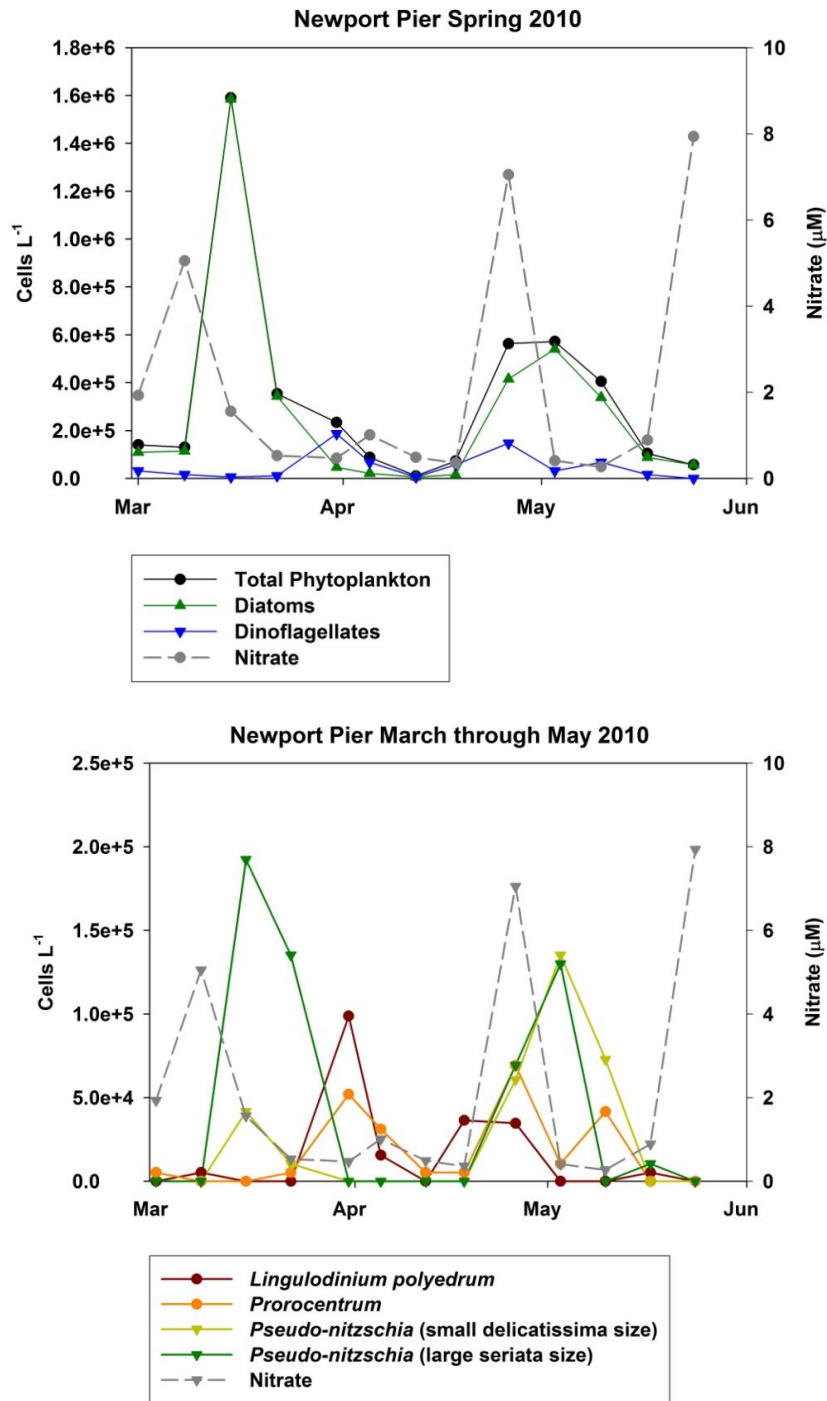 Newport Pier Spring 2010
1.8e+6
1.6e+6
1.4e+6
1.2e+6
1.0e+6
8.0e+5
6.0e+5
4.0e+5
2.0e+5
0.0
Cells L⁻¹
10
8
6
4
2
0
Nitrate (μM)
Mar Apr May Jun
Total Phytoplankton
Diatoms
Dinoflagellates
Nitrate
Newport Pier March through May 2010
2.5e+5
2.0e+5
1.5e+5
1.0e+5
5.0e+4
0.0
Cells L⁻¹
10
8
6
4
2
0
Nitrate (μM)
Mar Apr May Jun
Lingulodinium polyedrum
Prorocentrum
Pseudo-nitzschia (small delicatissima size)
Pseudo-nitzschia (large seriata size)
Nitrate